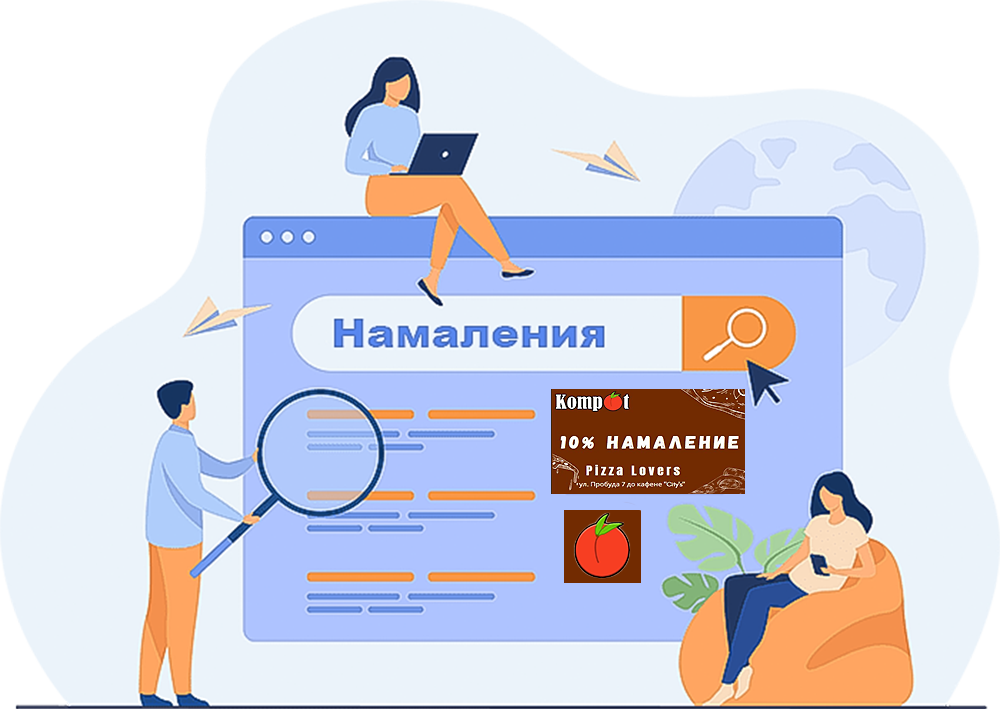 Намаления
Kompot
10% НАМАЛЕНИЕ
Pizza Lovers
ул. Пробуда 7 до кафене "City's"